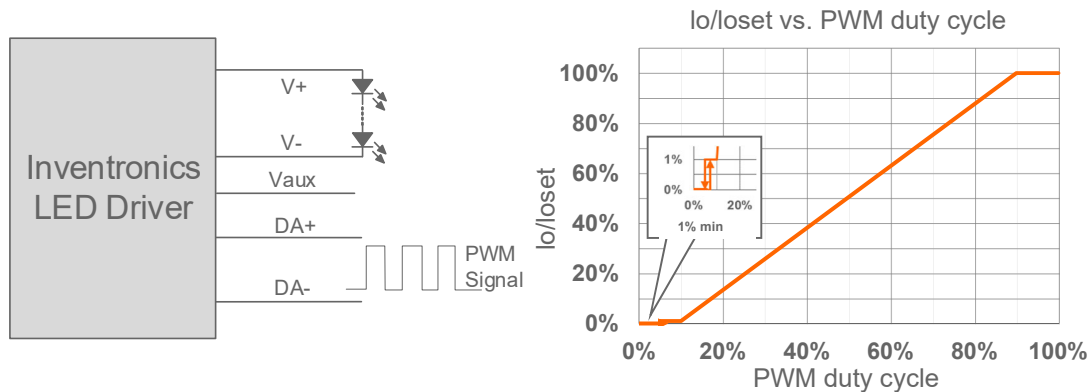 Inventronics
LED Driver
V+
V-
Vaux
DA+
DA-
PWM
Signal
Io/Ioset vs. PWM duty cycle
Io/Ioset
100%
80%
60%
40%
20%
0%
1%
0%
0% 20%
1% min
0% 20% 40% 60% 80% 100%
PWM duty cycle